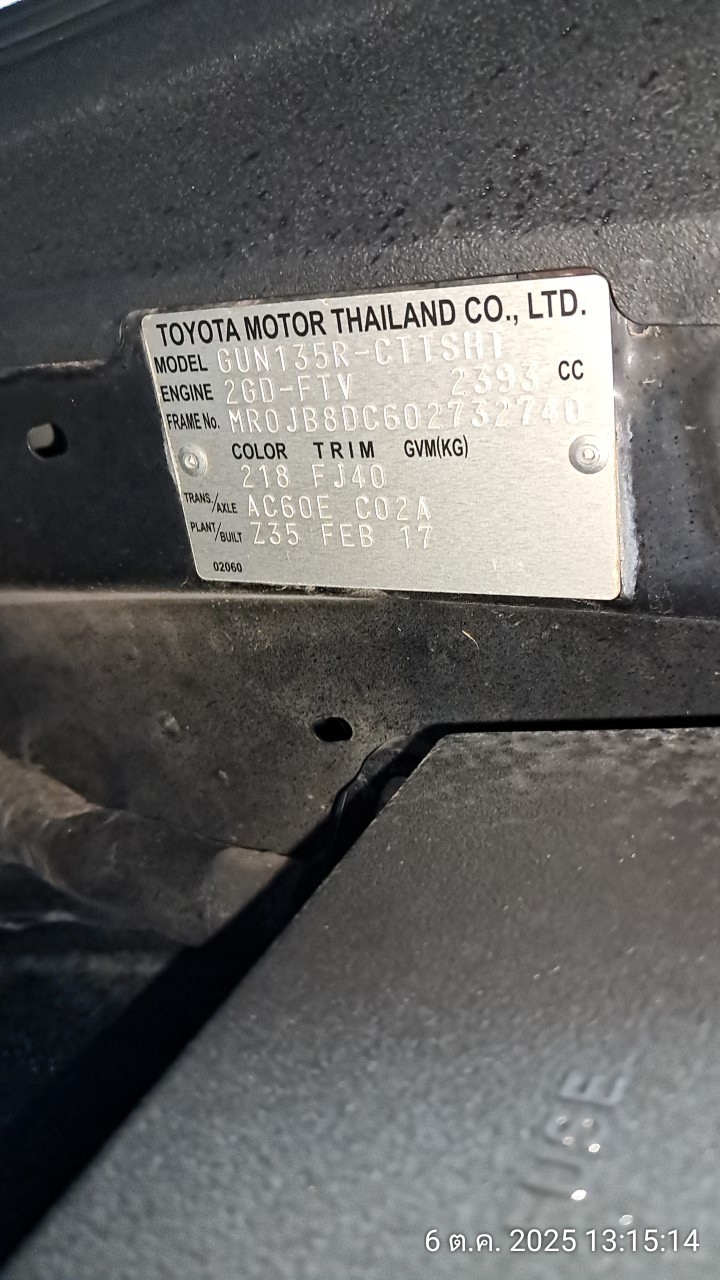 TOYOTA MOTOR THAILAND CO., LTD.
MODEL GUN135R-CTTSHT
ENGINE 2GD-FTV 2393 CC
FRAME No. MR0JB8DC602732740
COLOR TRIM GVM(KG)
218 FJ40
TRANS./AXLE AC60E C02A
PLANT/BUILT Z35 FEB 17
02060
USE
6 ต.ค. 2025 13:15:14